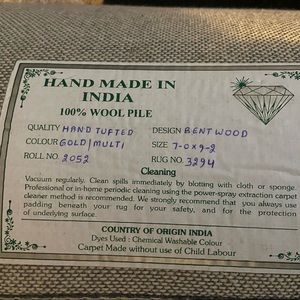 HAND MADE IN
INDIA
100% WOOL PILE
QUALITY HAND TUFTED DESIGN BENTWOOD
COLOUR GOLD/MULTI SIZE 7-0 x 9-2
ROLL NO. 2052 RUG NO. 3294
Cleaning
Vacuum regularly. Clean spills immediately by blotting with cloth or sponge.
Professional or in-home periodic cleaning using the power-spray extraction carpet
cleaner method is recommended. We strongly recommend that you always use
padding beneath your rug for your safety, and for the protection
of underlying surface.
COUNTRY OF ORIGIN INDIA
Dyes Used : Chemical Washable Colour
Carpet Made without use of Child Labour